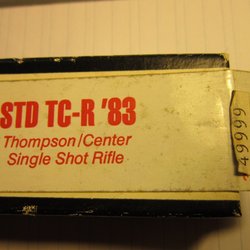 STD TC-R '83
Thompson/Center
Single Shot Rifle
49999